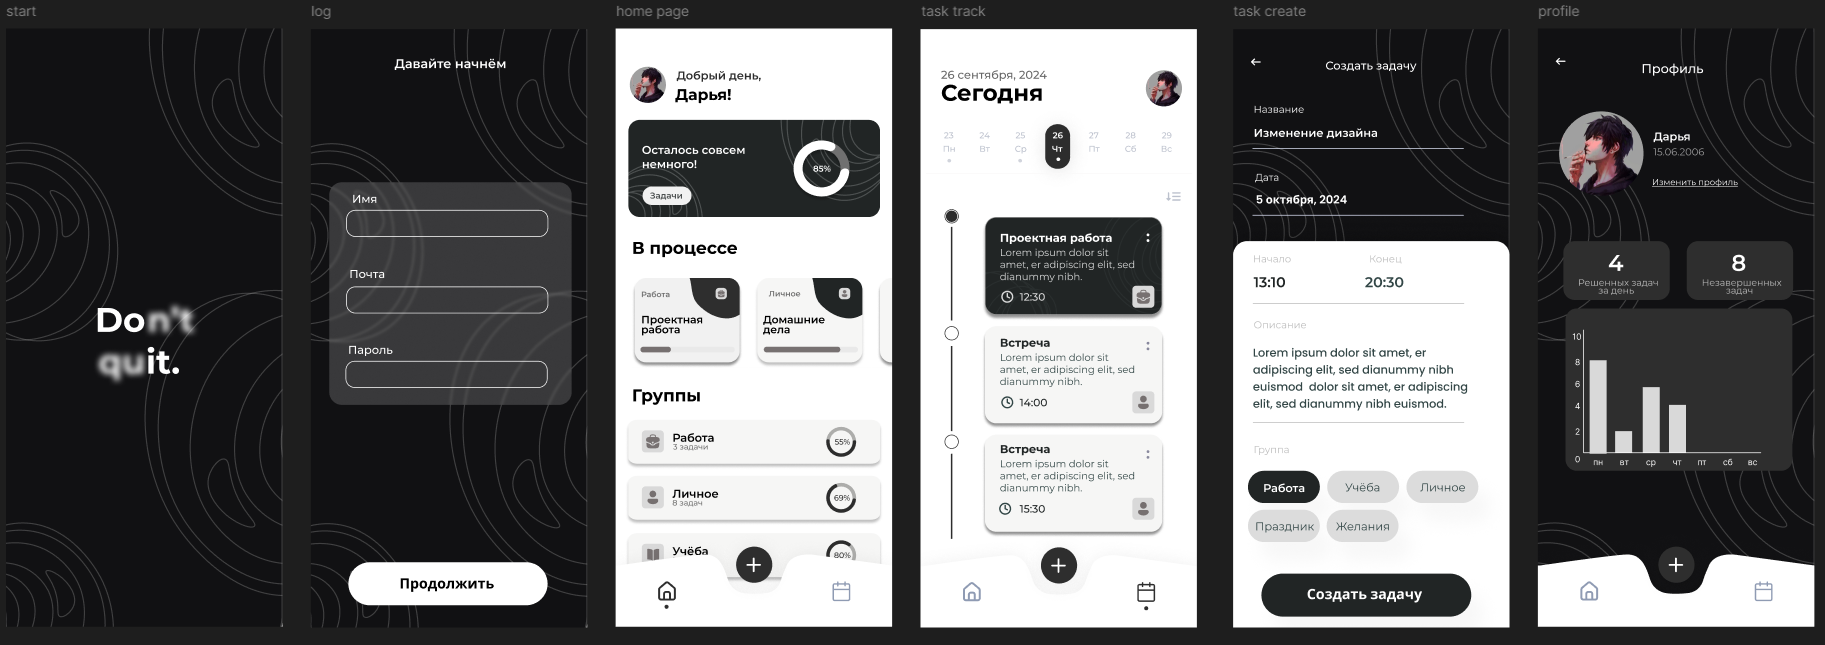 start
Don't
quit.
log
Давайте начнём
Имя
Почта
Пароль
Продолжить
home page
Добрый день,
Дарья!
Осталось совсем
немного!
85%
Задачи
В процессе
Работа
Проектная
работа
Личное
Домашние
дела
Группы
Работа
3 задачи
55%
Личное
8 задач
69%
Учёба
80%
task track
26 сентября, 2024
Сегодня
23 24 25 26 27 28 29
Пн Вт Ср Чт Пт Сб Вс
Проектная работа
Lorem ipsum dolor sit
amet, er adipiscing elit, sed
dianummy nibh.
12:30
Встреча
Lorem ipsum dolor sit
amet, er adipiscing elit, sed
dianummy nibh.
14:00
Встреча
Lorem ipsum dolor sit
amet, er adipiscing elit, sed
dianummy nibh.
15:30
task create
Создать задачу
Название
Изменение дизайна
Дата
5 октября, 2024
Начало Конец
13:10 20:30
Описание
Lorem ipsum dolor sit amet, er
adipiscing elit, sed dianummy nibh
euismod dolor sit amet, er adipiscing
elit, sed dianummy nibh euismod.
Группа
Работа Учёба Личное
Праздник Желания
Создать задачу
profile
Профиль
Дарья
15.06.2006
Изменить профиль
4
Решенных задач
за день
8
Незавершенных
задач
10
8
6
4
2
0
пн вт ср чт пт сб вс